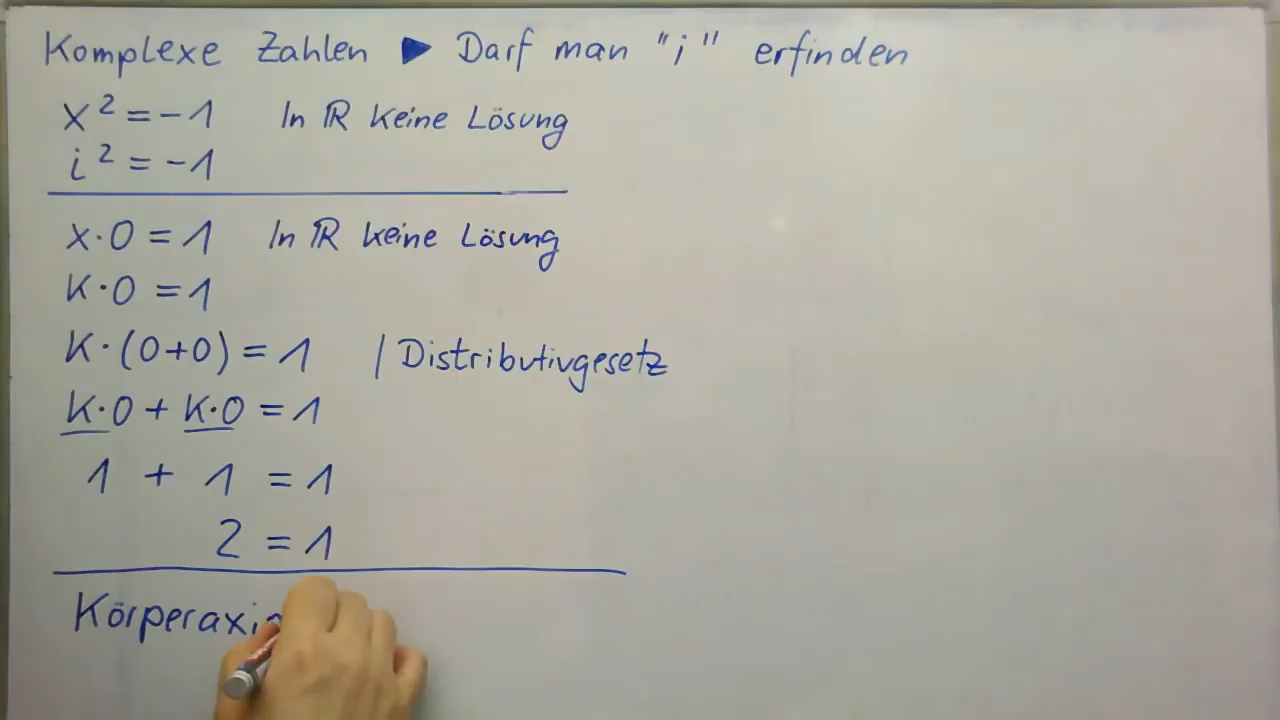 Komplexe Zahlen ▶ Darf man "i" erfinden
x² = -1 In ℝ keine Lösung
i² = -1
x·0 = 1 In ℝ keine Lösung
K·0 = 1
K·(0+0) = 1 | Distributivgesetz
K·0 + K·0 = 1
1 + 1 = 1
2 = 1